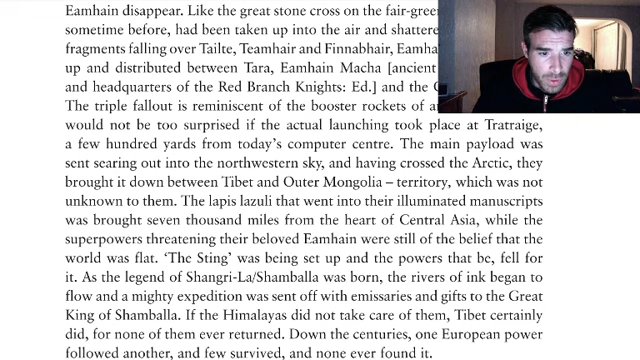 Eamhain disappear. Like the great stone cross on the fair-green
sometime before, had been taken up into the air and shattere
fragments falling over Tailte, Teamhair and Finnabhair, Eamha
up and distributed between Tara, Eamhain Macha [ancient
and headquarters of the Red Branch Knights: Ed.] and the
The triple fallout is reminiscent of the booster rockets of
would not be too surprised if the actual launching took place at Tratraige,
a few hundred yards from today's computer centre. The main payload was
sent searing out into the northwestern sky, and having crossed the Arctic, they
brought it down between Tibet and Outer Mongolia – territory, which was not
unknown to them. The lapis lazuli that went into their illuminated manuscripts
was brought seven thousand miles from the heart of Central Asia, while the
superpowers threatening their beloved Eamhain were still of the belief that the
world was flat. 'The Sting' was being set up and the powers that be, fell for
it. As the legend of Shangri-La/Shamballa was born, the rivers of ink began to
flow and a mighty expedition was sent off with emissaries and gifts to the Great
King of Shamballa. If the Himalayas did not take care of them, Tibet certainly
did, for none of them ever returned. Down the centuries, one European power
followed another, and few survived, and none ever found it.